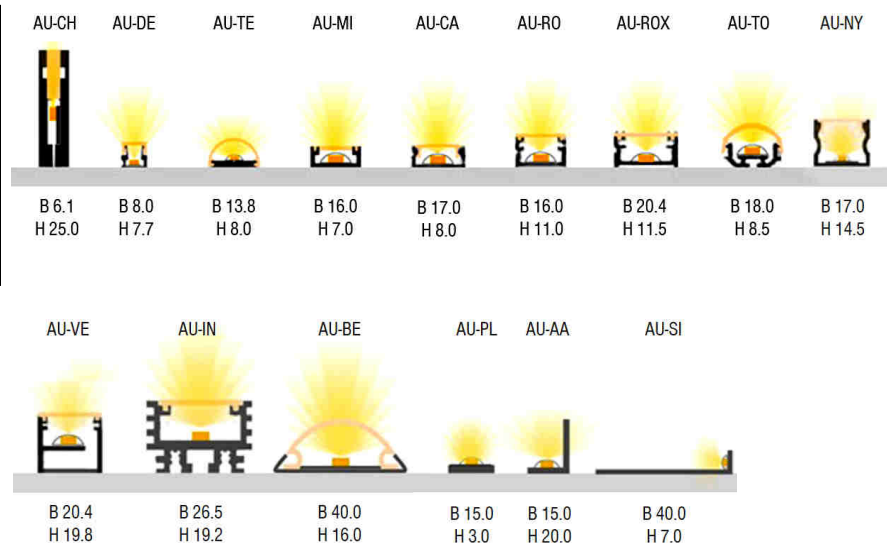 AU-CH AU-DE AU-TE AU-MI AU-CA AU-RO AU-ROX AU-TO AU-NY
B 6.1 B 8.0 B 13.8 B 16.0 B 17.0 B 16.0 B 20.4 B 18.0 B 17.0
H 25.0 H 7.7 H 8.0 H 7.0 H 8.0 H 11.0 H 11.5 H 8.5 H 14.5
AU-VE AU-IN AU-BE AU-PL AU-AA AU-SI
B 20.4 B 26.5 B 40.0 B 15.0 B 15.0 B 40.0
H 19.8 H 19.2 H 16.0 H 3.0 H 20.0 H 7.0